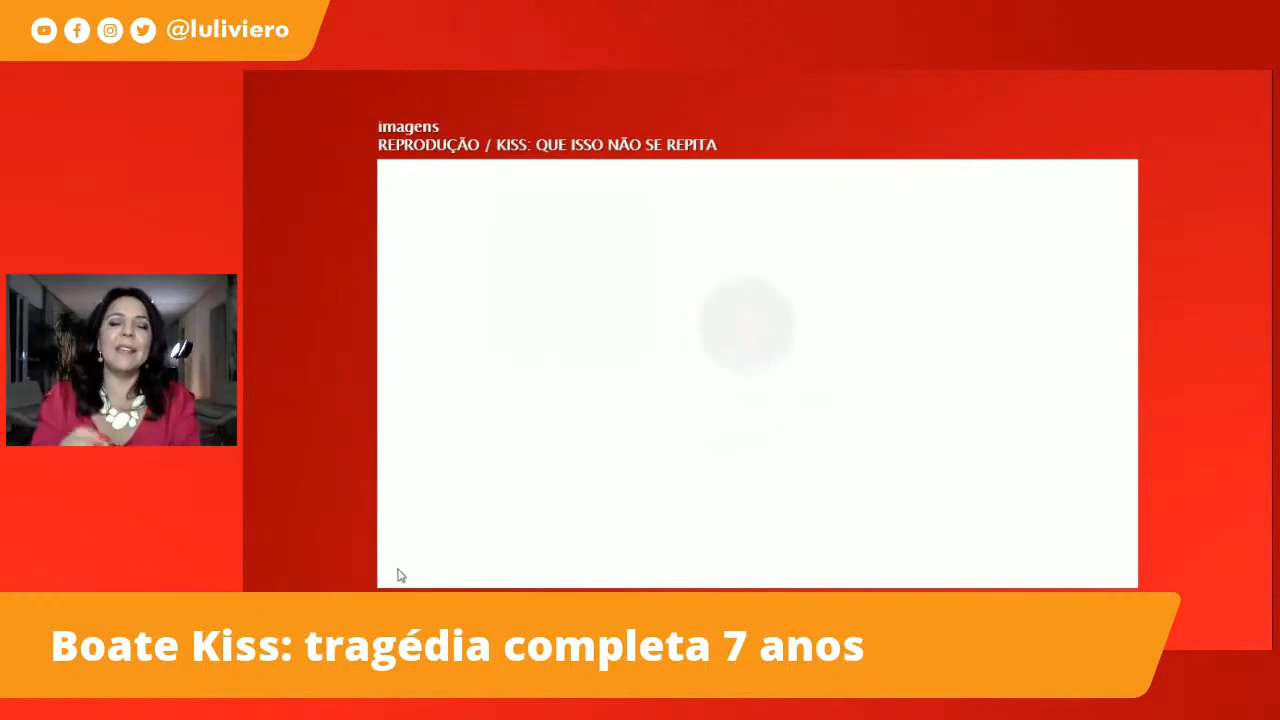 @luliviero
imagens
REPRODUÇÃO / KISS: QUE ISSO NÃO SE REPITA
Boate Kiss: tragédia completa 7 anos